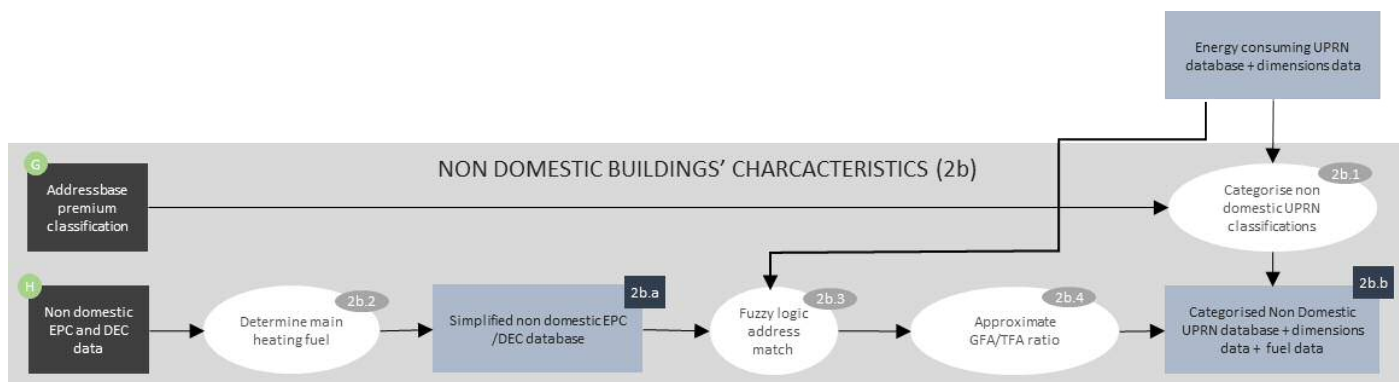 Energy consuming UPRN
database + dimensions data
NON DOMESTIC BUILDINGS’ CHARCACTERISTICS (2b)
G
Addressbase
premium
classification
2b.1
Categorise non
domestic UPRN
classifications
H
Non domestic
EPC and DEC
data
2b.2
Determine main
heating fuel
2b.a
Simplified non domestic EPC
/DEC database
2b.3
Fuzzy logic
address
match
2b.4
Approximate
GFA/TFA ratio
2b.b
Categorised Non Domestic
UPRN database + dimensions
data + fuel data